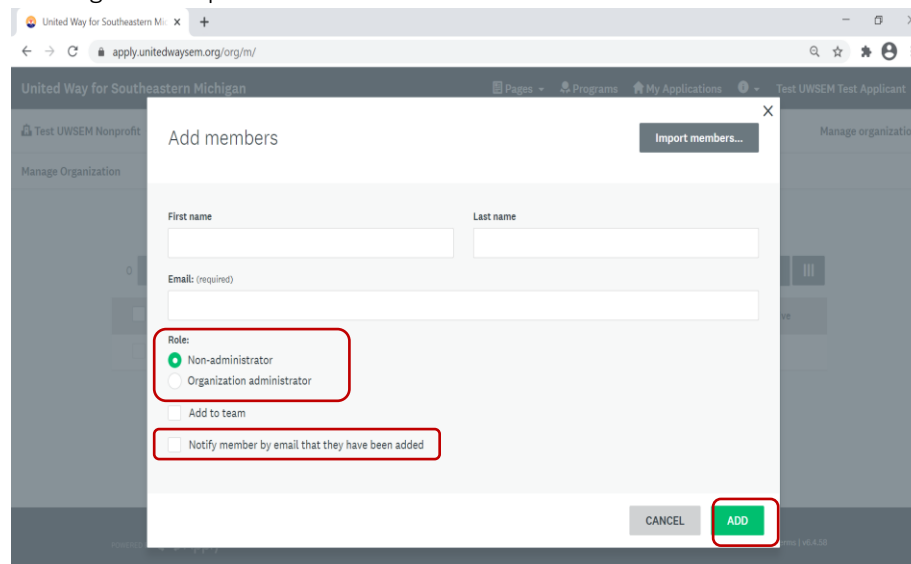 United Way for Southeastern Mic
apply.unitedwaysem.org/org/m/
United Way for Southeastern Michigan Pages Programs My Applications Test UWSEM Test Applicant
Test UWSEM Nonprofit Manage organizatio
Manage Organization
X
Add members
Import members...
First name Last name
Email: (required)
0
Role:
Non-administrator
Organization administrator
Add to team
Notify member by email that they have been added
CANCEL ADD
| v6.4.58